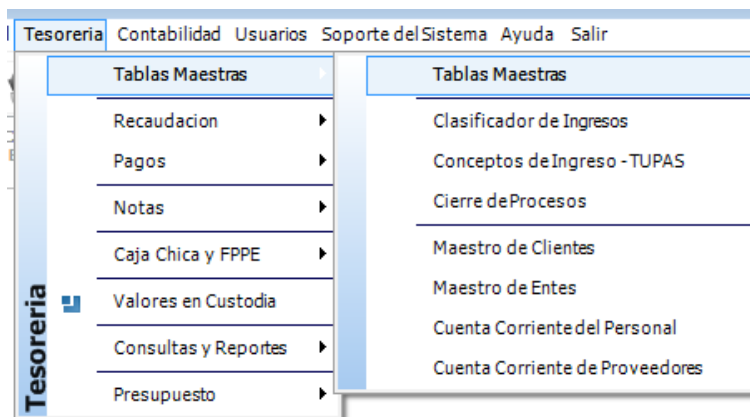 Tesoreria Contabilidad Usuarios Soporte del Sistema Ayuda Salir
Tablas Maestras
Recaudacion
Pagos
Notas
Caja Chica y FPPE
Valores en Custodia
Consultas y Reportes
Presupuesto
Tesoreria
Tablas Maestras
Clasificador de Ingresos
Conceptos de Ingreso - TUPAS
Cierre de Procesos
Maestro de Clientes
Maestro de Entes
Cuenta Corriente del Personal
Cuenta Corriente de Proveedores